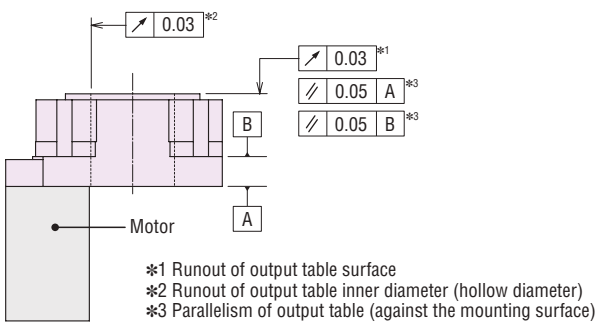 ↗ 0.03 *2
↗ 0.03 *1
// 0.05 A *3
// 0.05 B *3
B
A
Motor
*1 Runout of output table surface
*2 Runout of output table inner diameter (hollow diameter)
*3 Parallelism of output table (against the mounting surface)